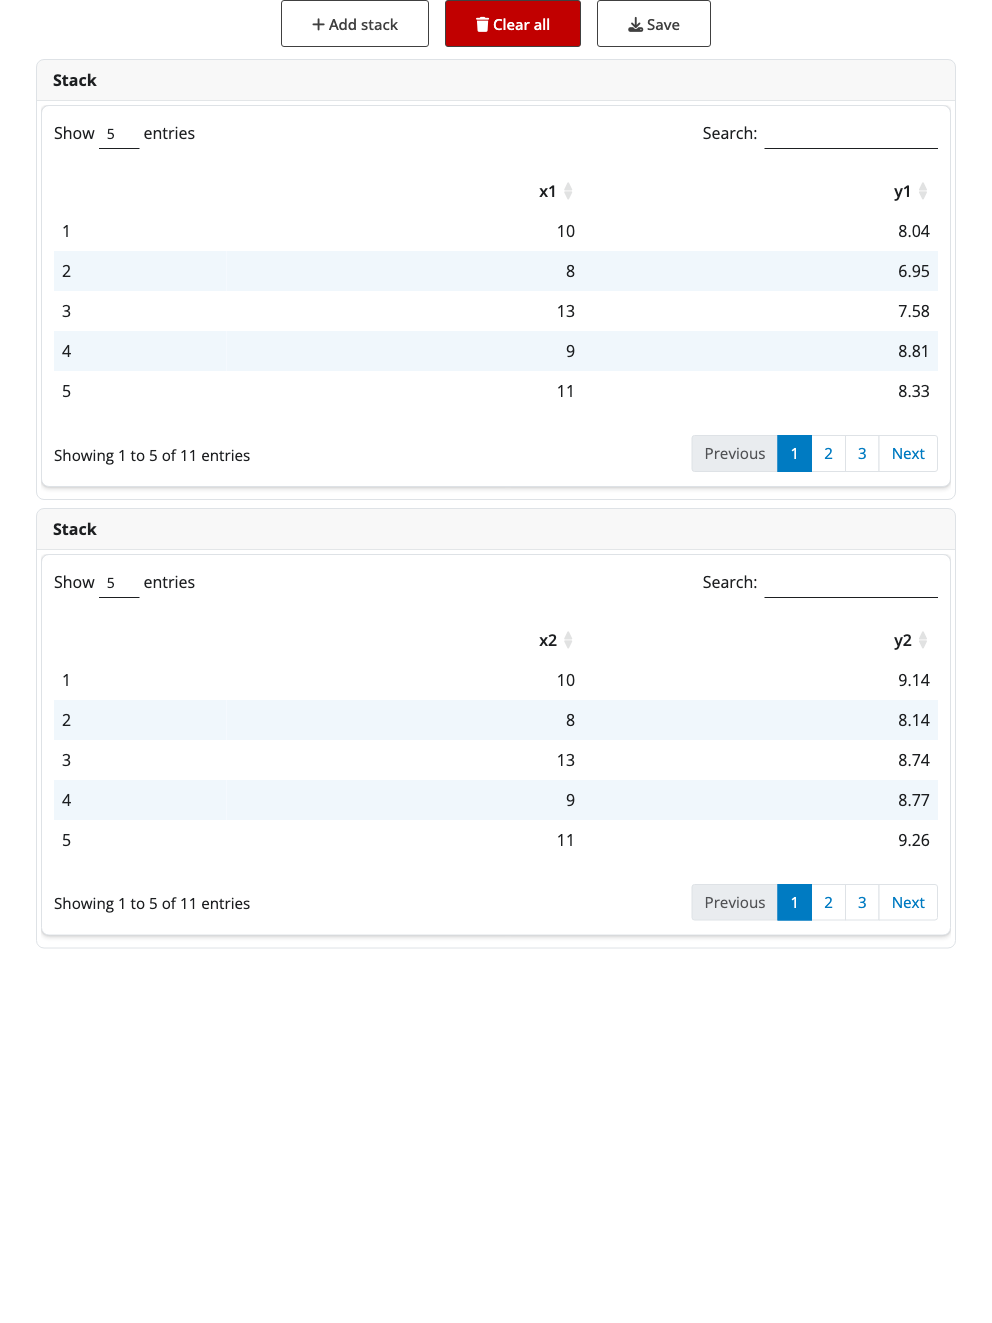 Add stack Clear all Save
Stack
Show 5 entries Search:
x1 y1
1 10 8.04
2 8 6.95
3 13 7.58
4 9 8.81
5 11 8.33
Showing 1 to 5 of 11 entries Previous 1 2 3 Next
Stack
Show 5 entries Search:
x2 y2
1 10 9.14
2 8 8.14
3 13 8.74
4 9 8.77
5 11 9.26
Showing 1 to 5 of 11 entries Previous 1 2 3 Next